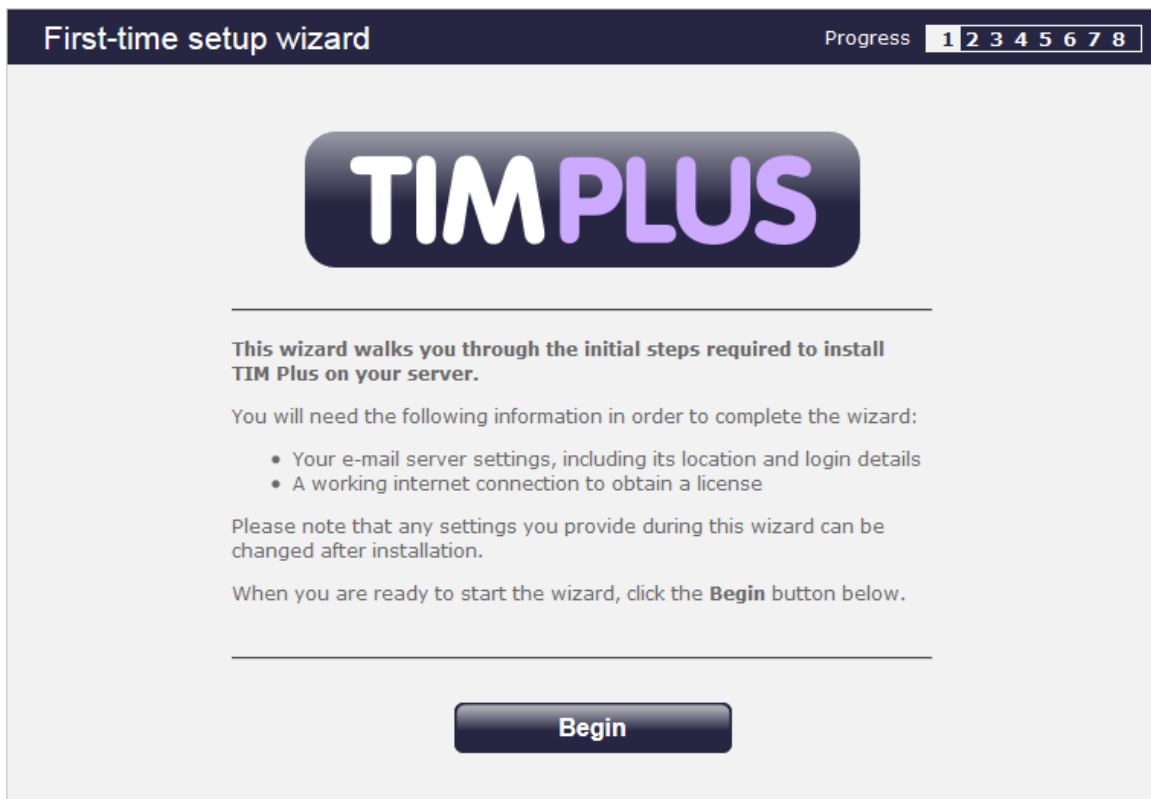 First-time setup wizard
Progress 1 2 3 4 5 6 7 8
TIM PLUS
This wizard walks you through the initial steps required to install
TIM Plus on your server.
You will need the following information in order to complete the wizard:
• Your e-mail server settings, including its location and login details
• A working internet connection to obtain a license
Please note that any settings you provide during this wizard can be
changed after installation.
When you are ready to start the wizard, click the Begin button below.
Begin